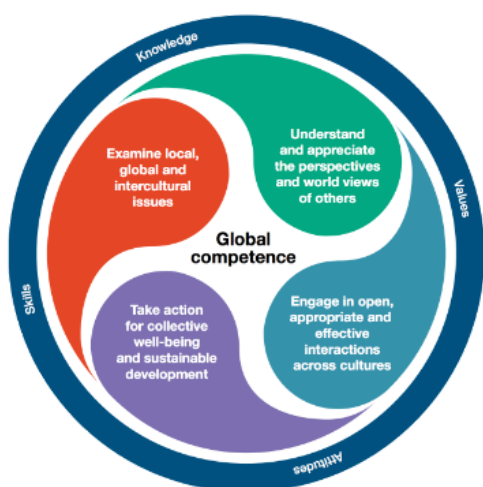 Knowledge
Examine local,
global and
intercultural
issues
Understand
and appreciate
the perspectives
and world views
of others
Values
Global
competence
Skills
Take action
for collective
well-being
and sustainable
development
Engage in open,
appropriate and
effective
interactions
across cultures
Attitudes